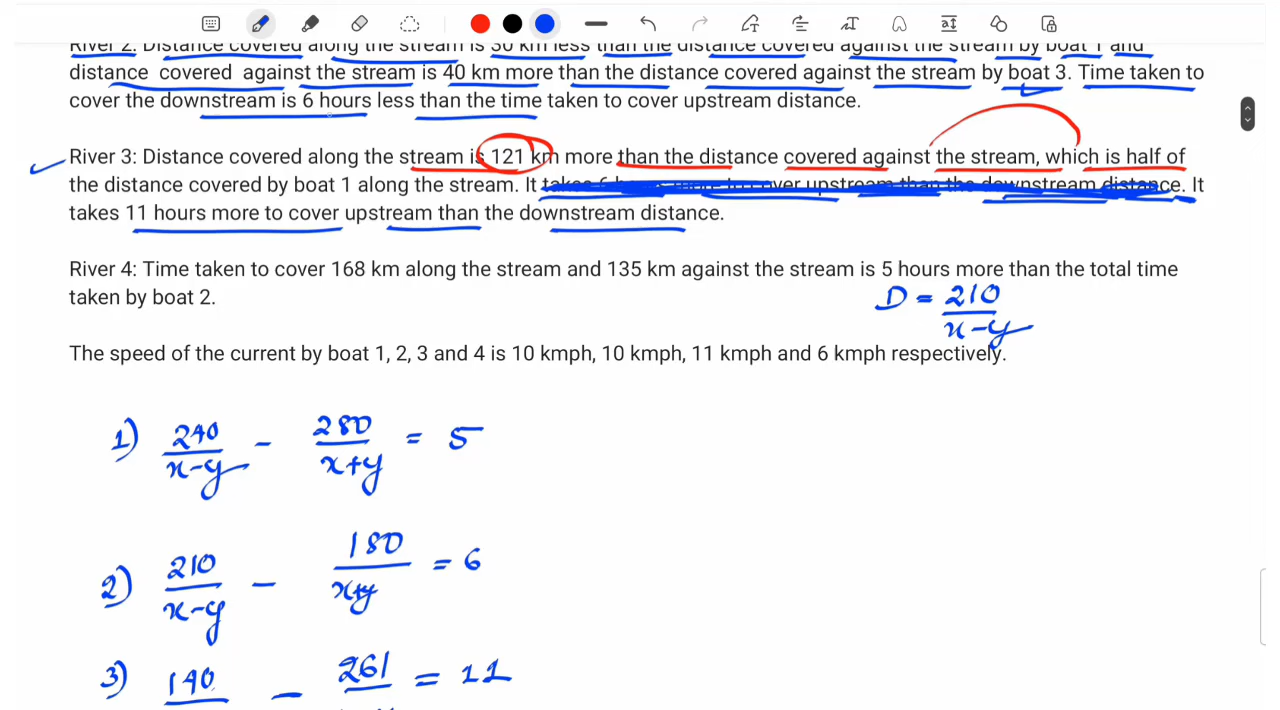 River 2: Distance covered along the stream is 30 km less than the distance covered against the stream by boat 1 and
distance covered against the stream is 40 km more than the distance covered against the stream by boat 3. Time taken to
cover the downstream is 6 hours less than the time taken to cover upstream distance.
River 3: Distance covered along the stream is 121 km more than the distance covered against the stream, which is half of
the distance covered by boat 1 along the stream. It takes 6 hours more to cover upstream than the downstream distance. It
takes 11 hours more to cover upstream than the downstream distance.
River 4: Time taken to cover 168 km along the stream and 135 km against the stream is 5 hours more than the total time
taken by boat 2.
D = 210
x-y
The speed of the current by boat 1, 2, 3 and 4 is 10 kmph, 10 kmph, 11 kmph and 6 kmph respectively.
1) 240 - 280 = 5
x-y x+y
2) 210 - 180 = 6
x-y x+y
3) 140 - 261 = 11